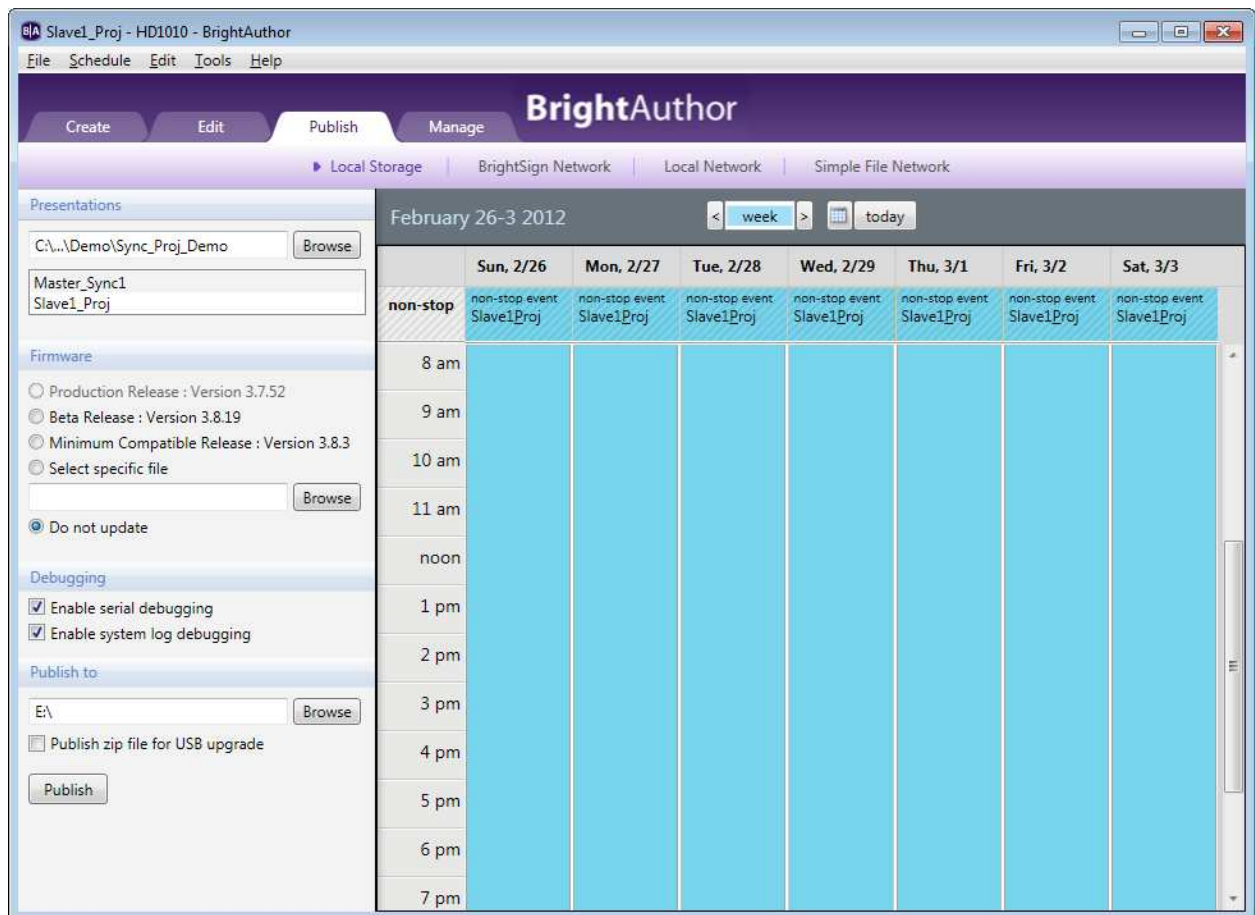 B|A Slave1_Proj - HD1010 - BrightAuthor
File Schedule Edit Tools Help
BrightAuthor
Create Edit Publish Manage
Local Storage BrightSign Network Local Network Simple File Network
Presentations
C:\...\Demo\Sync_Proj_Demo Browse
Master_Sync1
Slave1_Proj
Firmware
Production Release : Version 3.7.52
Beta Release : Version 3.8.19
Minimum Compatible Release : Version 3.8.3
Select specific file
Browse
Do not update
Debugging
Enable serial debugging
Enable system log debugging
Publish to
E:\ Browse
Publish zip file for USB upgrade
Publish
February 26-3 2012 < week > today
Sun, 2/26 Mon, 2/27 Tue, 2/28 Wed, 2/29 Thu, 3/1 Fri, 3/2 Sat, 3/3
non-stop
non-stop event non-stop event non-stop event non-stop event non-stop event non-stop event non-stop event
Slave1Proj Slave1Proj Slave1Proj Slave1Proj Slave1Proj Slave1Proj Slave1Proj
8 am
9 am
10 am
11 am
noon
1 pm
2 pm
3 pm
4 pm
5 pm
6 pm
7 pm